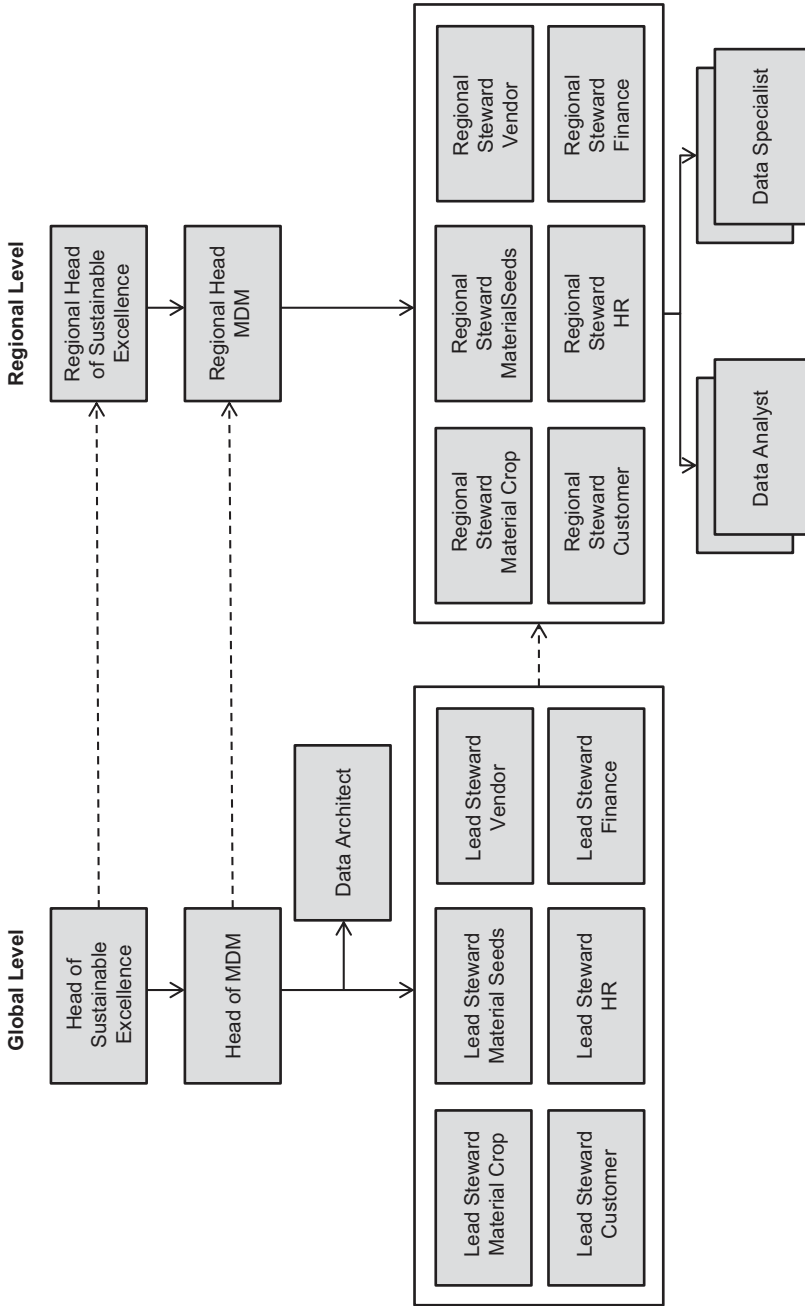 Global Level
Head of
Sustainable
Excellence
Head of MDM
Data Architect
Lead Steward
Material Crop
Lead Steward
Material Seeds
Lead Steward
Vendor
Lead Steward
Customer
Lead Steward
HR
Lead Steward
Finance
Regional Level
Regional Head
of Sustainable
Excellence
Regional Head
MDM
Regional
Steward
Material Crop
Regional
Steward
MaterialSeeds
Regional
Steward
Vendor
Regional
Steward
Customer
Regional
Steward
HR
Regional
Steward
Finance
Data Analyst
Data Specialist